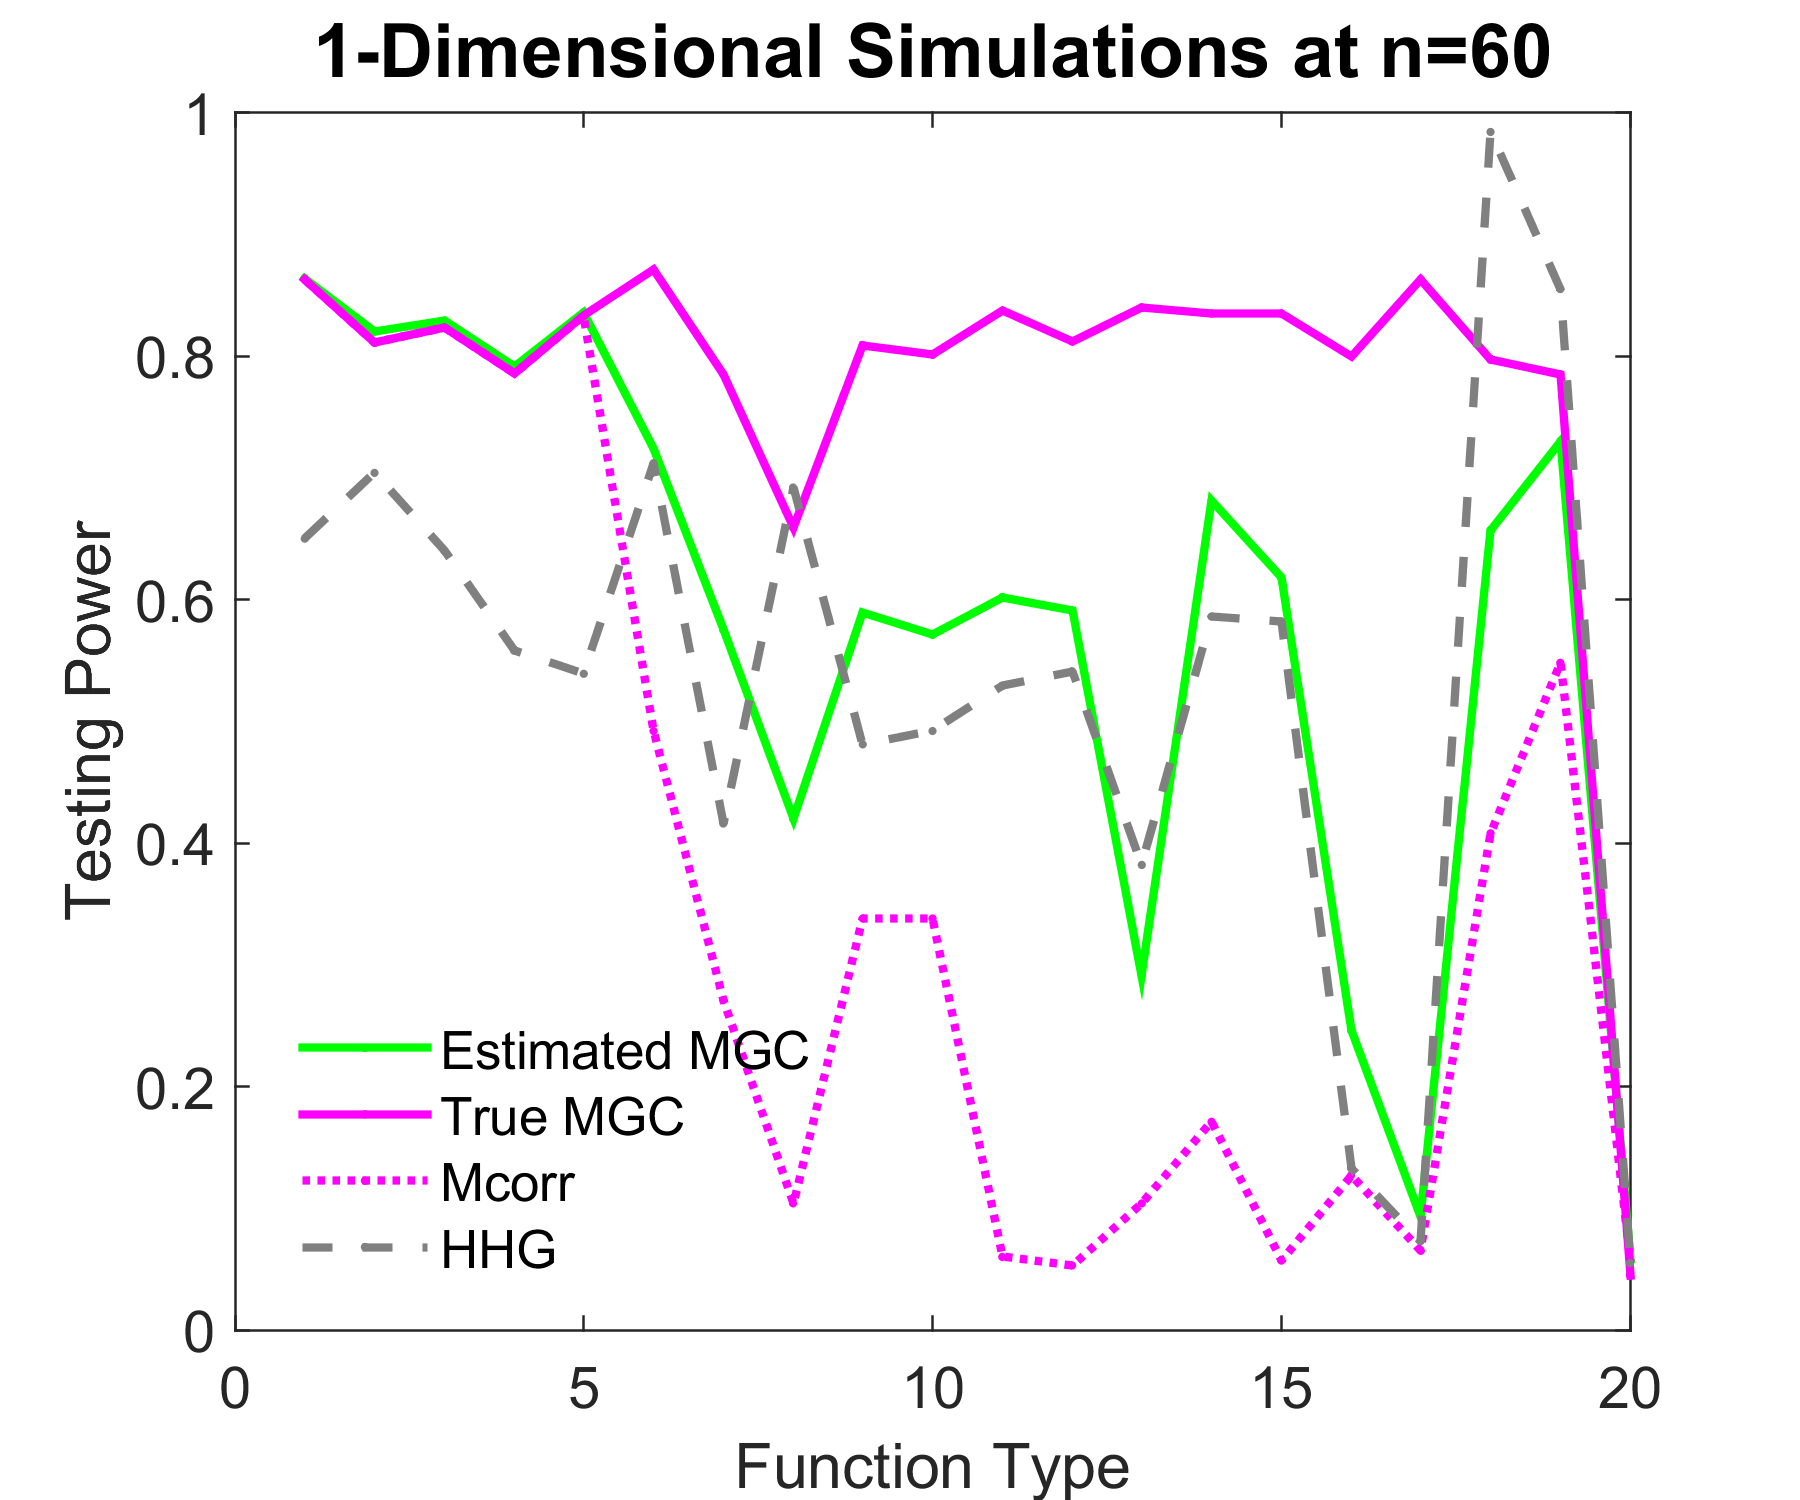 1-Dimensional Simulations at n=60
1
0.8
0.6
0.4
0.2
0
Testing Power
Estimated MGC
True MGC
Mcorr
HHG
0 5 10 15 20
Function Type